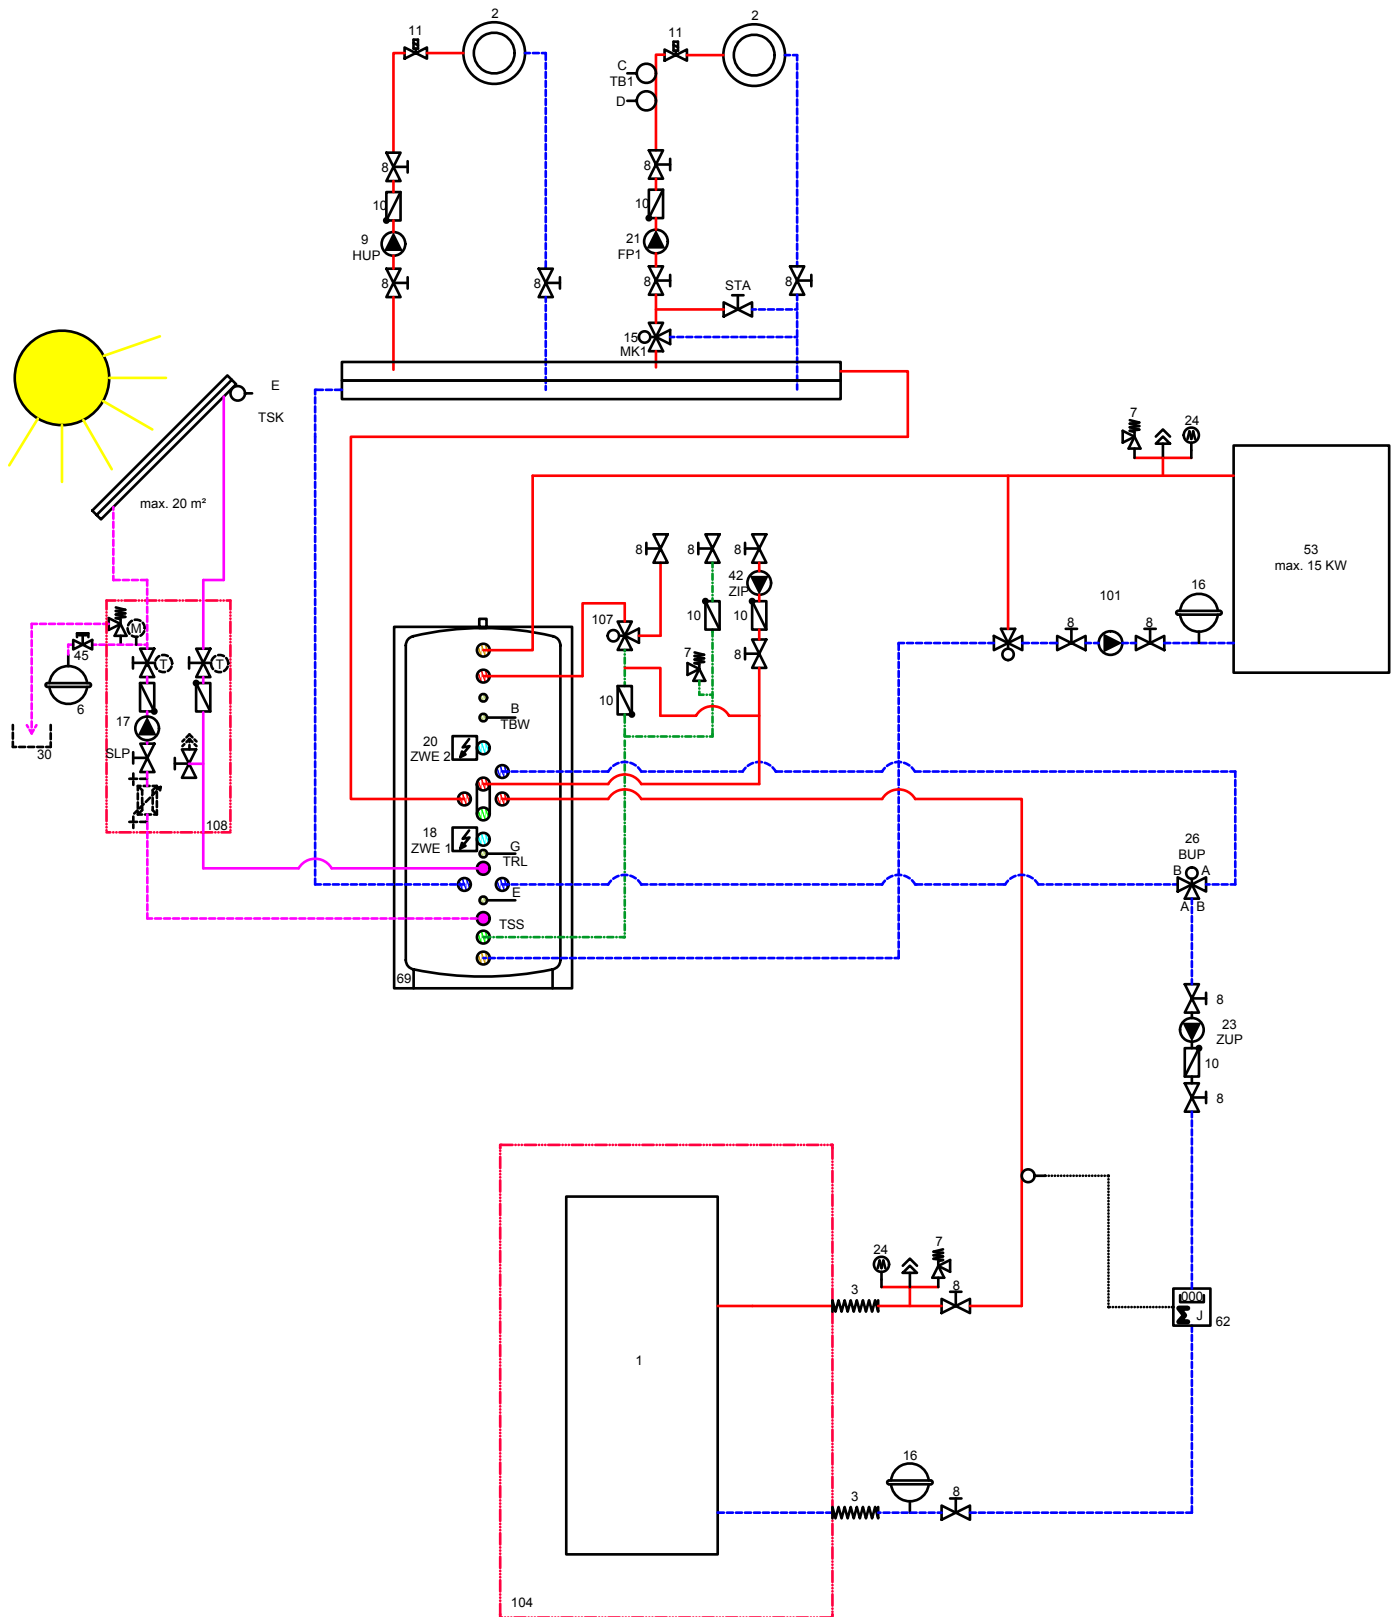 2
2
11
11
C
TB1
D
8
8
10
10
9
HUP
21
FP1
8
8
8
8
STA
15
MK1
E
TSK
max. 20 m²
7
24
53
max. 15 KW
16
101
8
8
8
8
8
42
ZIP
10
10
107
7
8
10
M
T
T
45
6
17
SLP
30
108
B
TBW
20
ZWE 2
18
ZWE 1
G
TRL
E
TSS
69
26
BUP
B
A
A
B
8
23
ZUP
10
8
24
7
3
8
000
Σ J
62
1
16
3
8
104